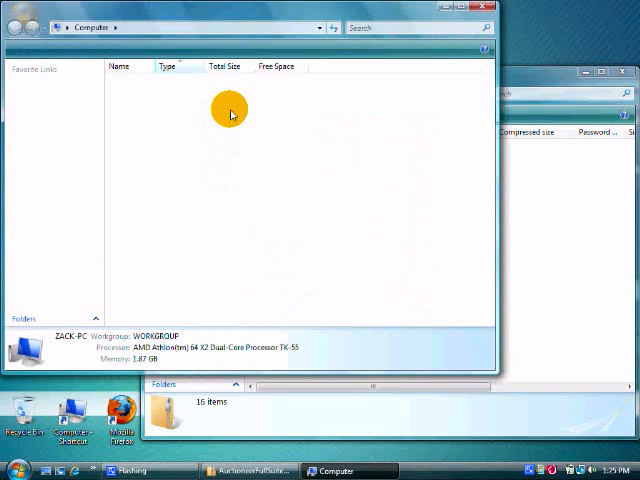 Computer
Search
Favorite Links
Name Type Total Size Free Space
Compressed size Password ...
Folders
ZACK-PC Workgroup: WORKGROUP
Processor: AMD Athlon(tm) 64 X2 Dual-Core Processor TK-55
Memory: 1.87 GB
Folders
16 items
Recycle Bin
Computer - Shortcut
Mozilla Firefox
Hashing
AuctioneerFullSuite...
Computer
1:25 PM